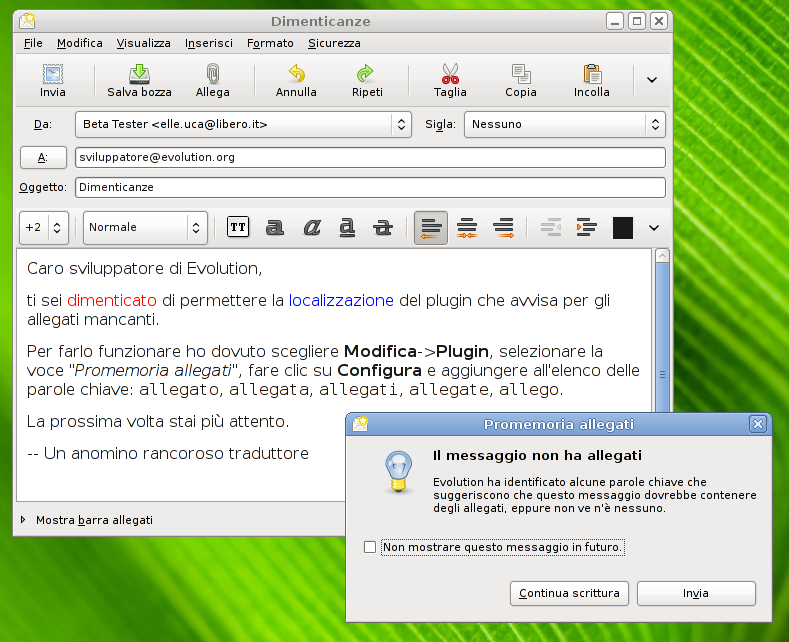 Dimenticanze
File Modifica Visualizza Inserisci Formato Sicurezza
Invia Salva bozza Allega Annulla Ripeti Taglia Copia Incolla
Da: Beta Tester <elle.uca@libero.it> Sigla: Nessuno
A: sviluppatore@evolution.org
Oggetto: Dimenticanze
+2 Normale TT a a a a
Caro sviluppatore di Evolution,
ti sei dimenticato di permettere la localizzazione del plugin che avvisa per gli
allegati mancanti.
Per farlo funzionare ho dovuto scegliere Modifica->Plugin, selezionare la
voce "Promemoria allegati", fare clic su Configura e aggiungere all'elenco delle
parole chiave: allegato, allegata, allegati, allegate, allego.
La prossima volta stai più attento.
-- Un anomino rancoroso traduttore
Mostra barra allegati
Promemoria allegati
Il messaggio non ha allegati
Evolution ha identificato alcune parole chiave che
suggeriscono che questo messaggio dovrebbe contenere
degli allegati, eppure non ve n'è nessuno.
Non mostrare questo messaggio in futuro.
Continua scrittura Invia